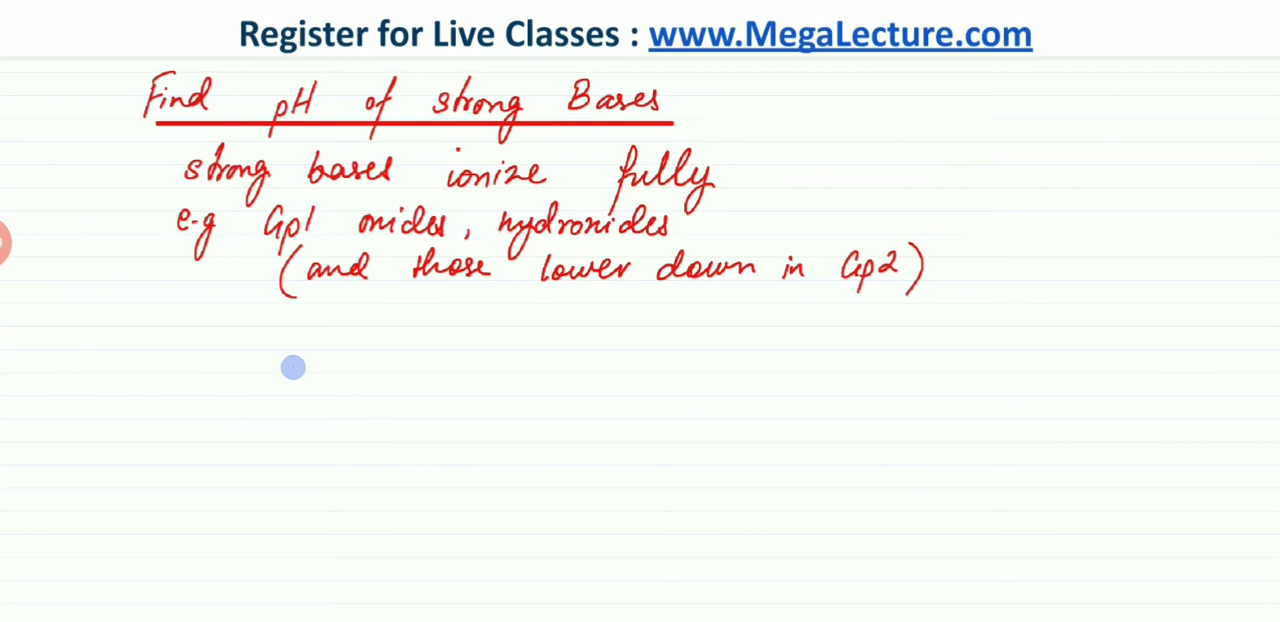 Register for Live Classes : www.MegaLecture.com
Find pH of strong Bases
strong bases ionize fully
e-g Gp1 oxides, hydroxides
(and those lower down in Gp2)